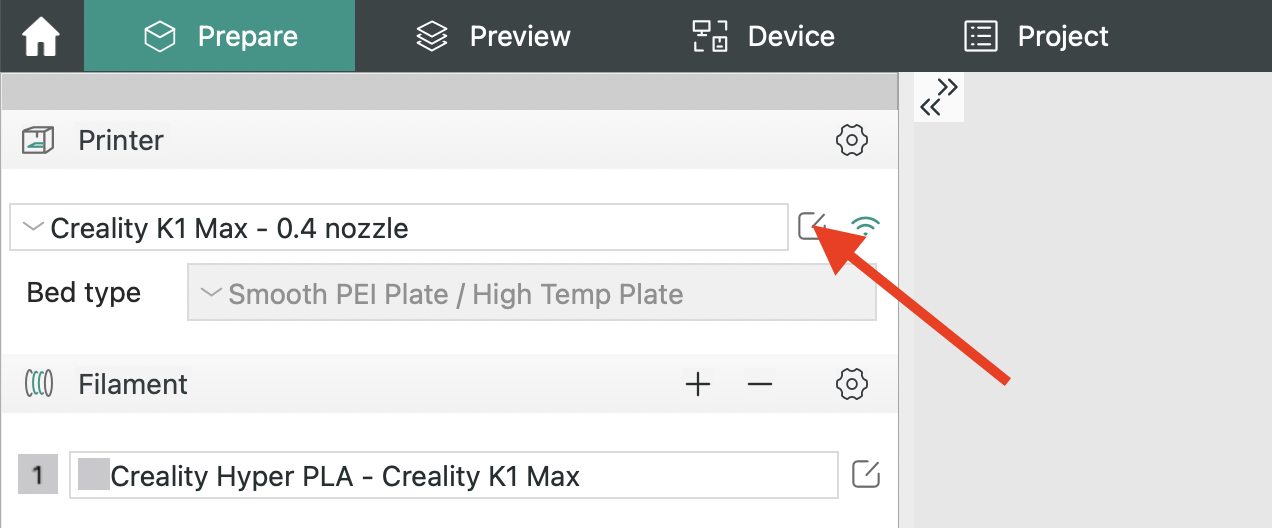 Prepare Preview Device Project
Printer
Creality K1 Max - 0.4 nozzle
Bed type Smooth PEI Plate / High Temp Plate
Filament
1 Creality Hyper PLA - Creality K1 Max